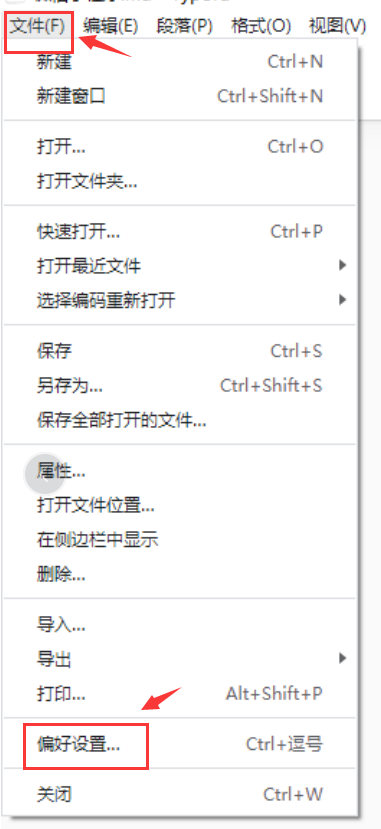 文件(F) 编辑(E) 段落(P) 格式(O) 视图(V)
新建 Ctrl+N
新建窗口 Ctrl+Shift+N
打开... Ctrl+O
打开文件夹...
快速打开... Ctrl+P
打开最近文件
选择编码重新打开
保存 Ctrl+S
另存为... Ctrl+Shift+S
保存全部打开的文件...
属性...
打开文件位置...
在侧边栏中显示
删除...
导入...
导出
打印... Alt+Shift+P
偏好设置... Ctrl+逗号
关闭 Ctrl+W